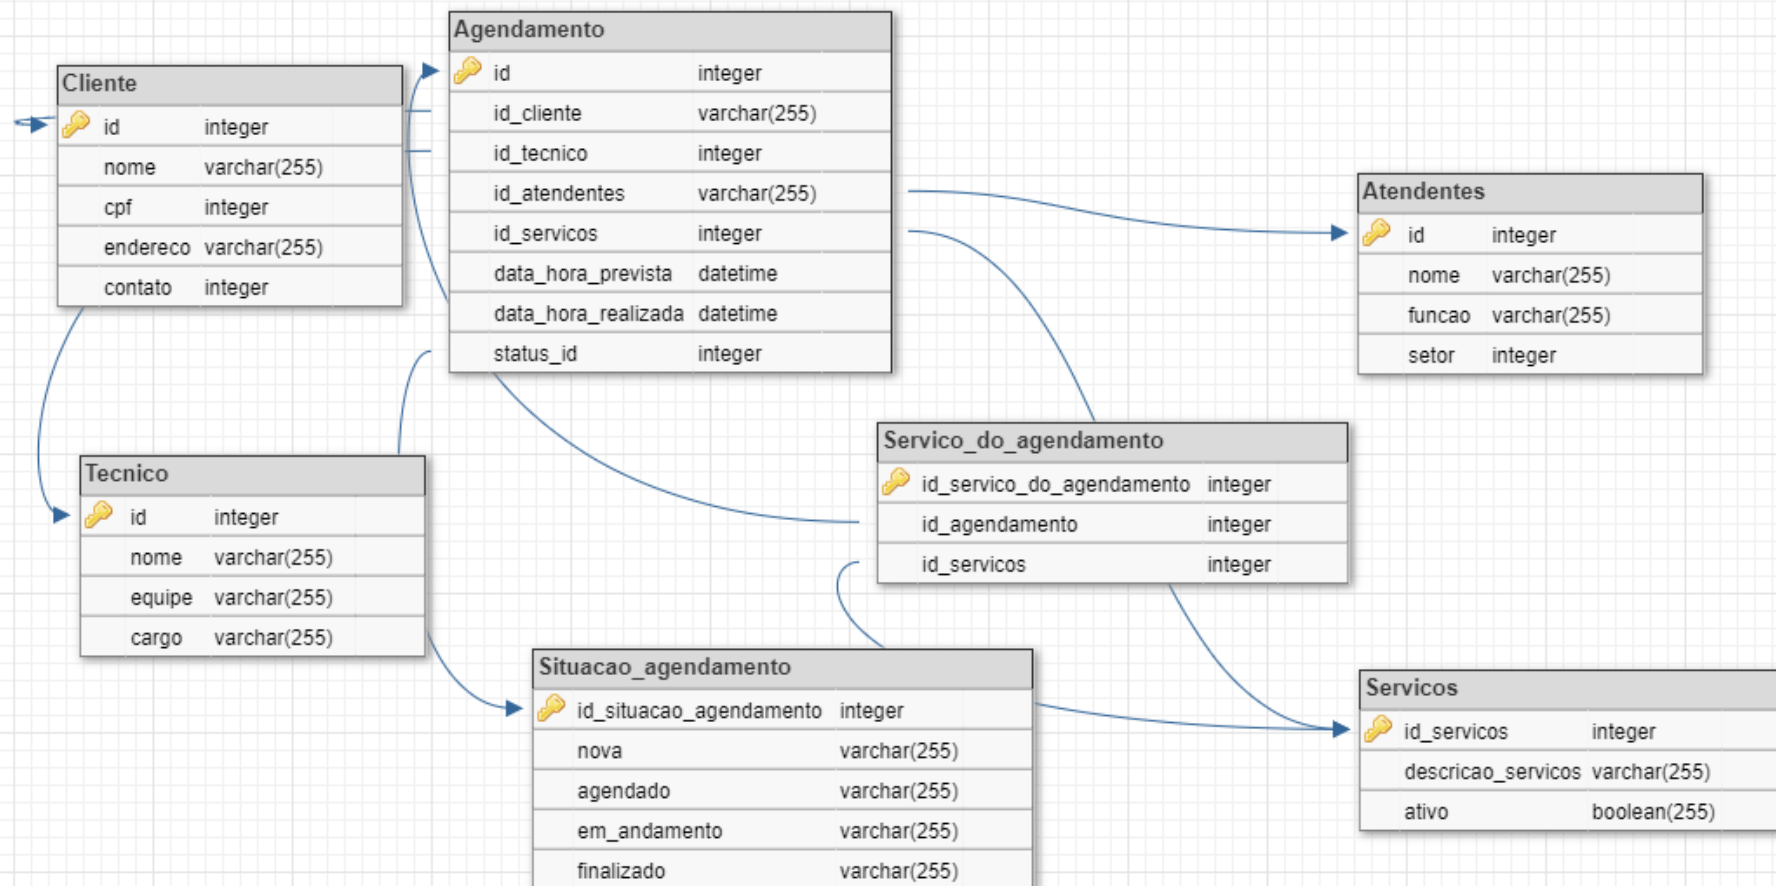 Agendamento
id integer
id_cliente varchar(255)
id_tecnico integer
id_atendentes varchar(255)
id_servicos integer
data_hora_prevista datetime
data_hora_realizada datetime
status_id integer
Cliente
id integer
nome varchar(255)
cpf integer
endereco varchar(255)
contato integer
Atendentes
id integer
nome varchar(255)
funcao varchar(255)
setor integer
Servico_do_agendamento
id_servico_do_agendamento integer
id_agendamento integer
id_servicos integer
Tecnico
id integer
nome varchar(255)
equipe varchar(255)
cargo varchar(255)
Situacao_agendamento
id_situacao_agendamento integer
nova varchar(255)
agendado varchar(255)
em_andamento varchar(255)
finalizado varchar(255)
Servicos
id_servicos integer
descricao_servicos varchar(255)
ativo boolean(255)